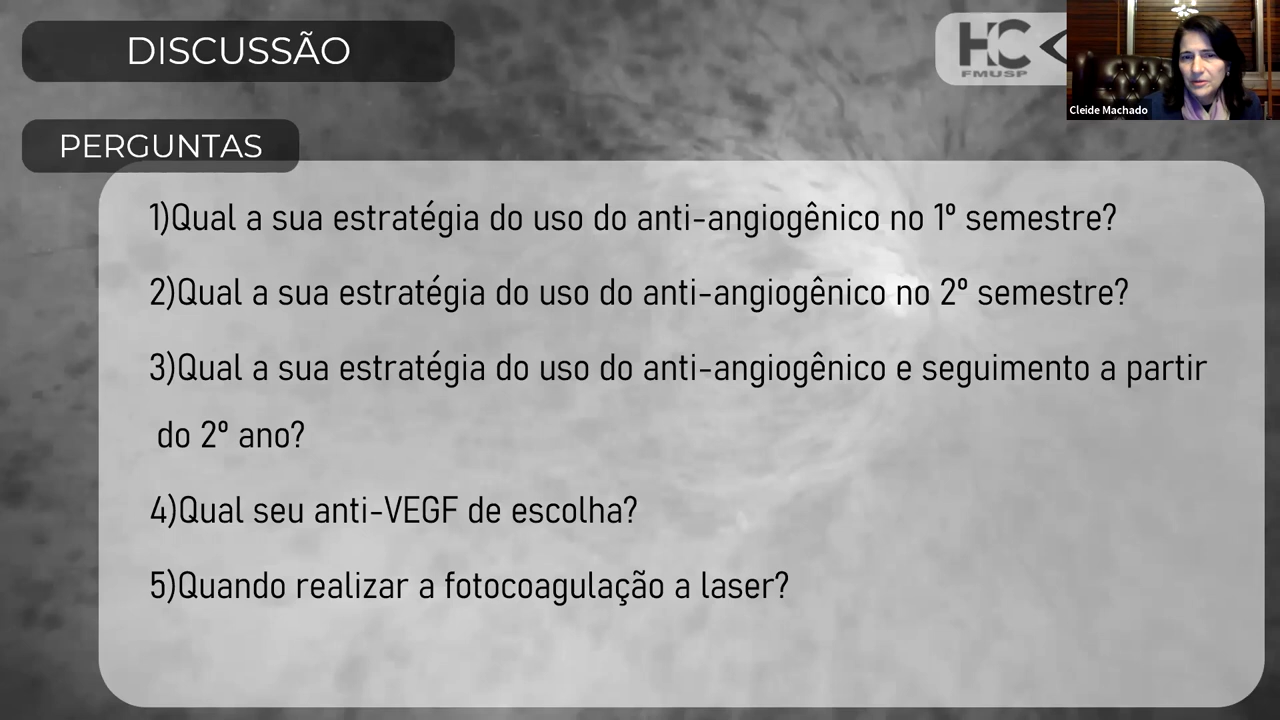 DISCUSSÃO
HC
FMUSP
Cleide Machado
PERGUNTAS
1)Qual a sua estratégia do uso do anti-angiogênico no 1º semestre?
2)Qual a sua estratégia do uso do anti-angiogênico no 2º semestre?
3)Qual a sua estratégia do uso do anti-angiogênico e seguimento a partir
do 2º ano?
4)Qual seu anti-VEGF de escolha?
5)Quando realizar a fotocoagulação a laser?